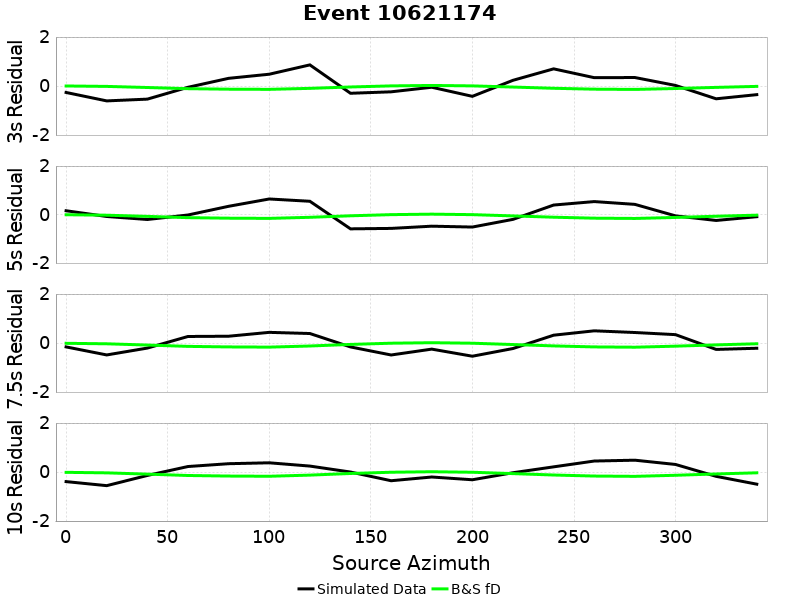 Event 10621174
3s Residual
2
0
-2
5s Residual
2
0
-2
7.5s Residual
2
0
-2
10s Residual
2
0
-2
0 50 100 150 200 250 300
Source Azimuth
Simulated Data B&S fD